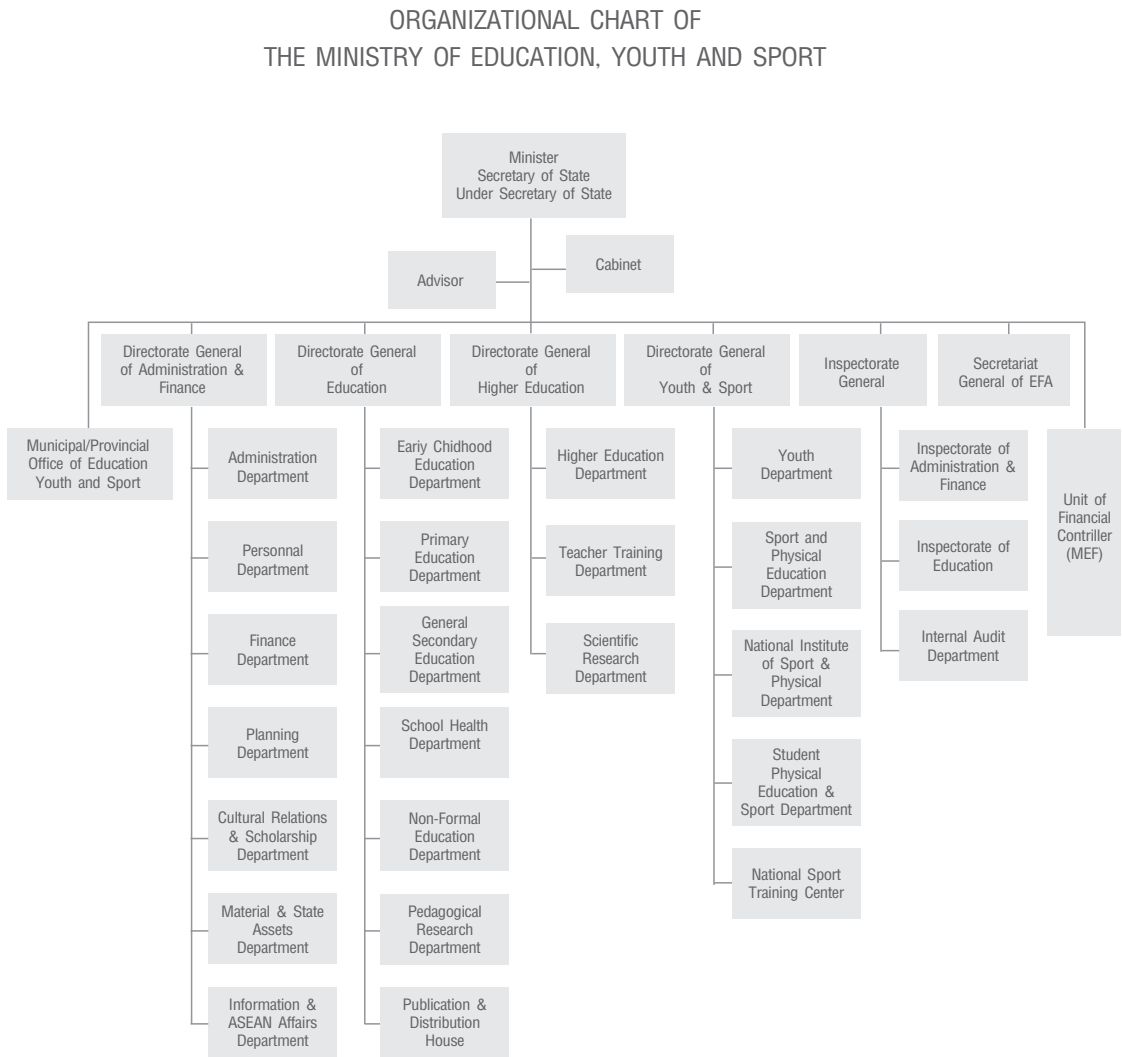 ORGANIZATIONAL CHART OF
THE MINISTRY OF EDUCATION, YOUTH AND SPORT
Minister
Secretary of State
Under Secretary of State
Cabinet
Advisor
Directorate General
of Administration &
Finance
Directorate General
of
Education
Directorate General
of
Higher Education
Directorate General
of
Youth & Sport
Inspectorate
General
Secretariat
General of EFA
Municipal/Provincial
Office of Education
Youth and Sport
Administration
Department
Personnal
Department
Finance
Department
Planning
Department
Cultural Relations
& Scholarship
Department
Material & State
Assets
Department
Information &
ASEAN Affairs
Department
Early Chidhood
Education
Department
Primary
Education
Department
General
Secondary
Education
Department
School Health
Department
Non-Formal
Education
Department
Pedagogical
Research
Department
Publication &
Distribution
House
Higher Education
Department
Teacher Training
Department
Scientific
Research
Department
Youth
Department
Sport and
Physical
Education
Department
National Institute
of Sport &
Physical
Department
Student
Physical
Education &
Sport Department
National Sport
Training Center
Inspectorate of
Administration &
Finance
Inspectorate of
Education
Internal Audit
Department
Unit of
Financial
Contriller
(MEF)